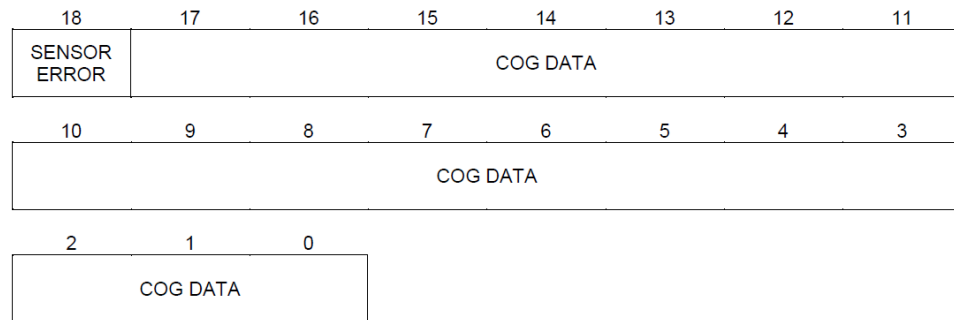 18 17 16 15 14 13 12 11
SENSOR
ERROR
COG DATA
10 9 8 7 6 5 4 3
COG DATA
2 1 0
COG DATA